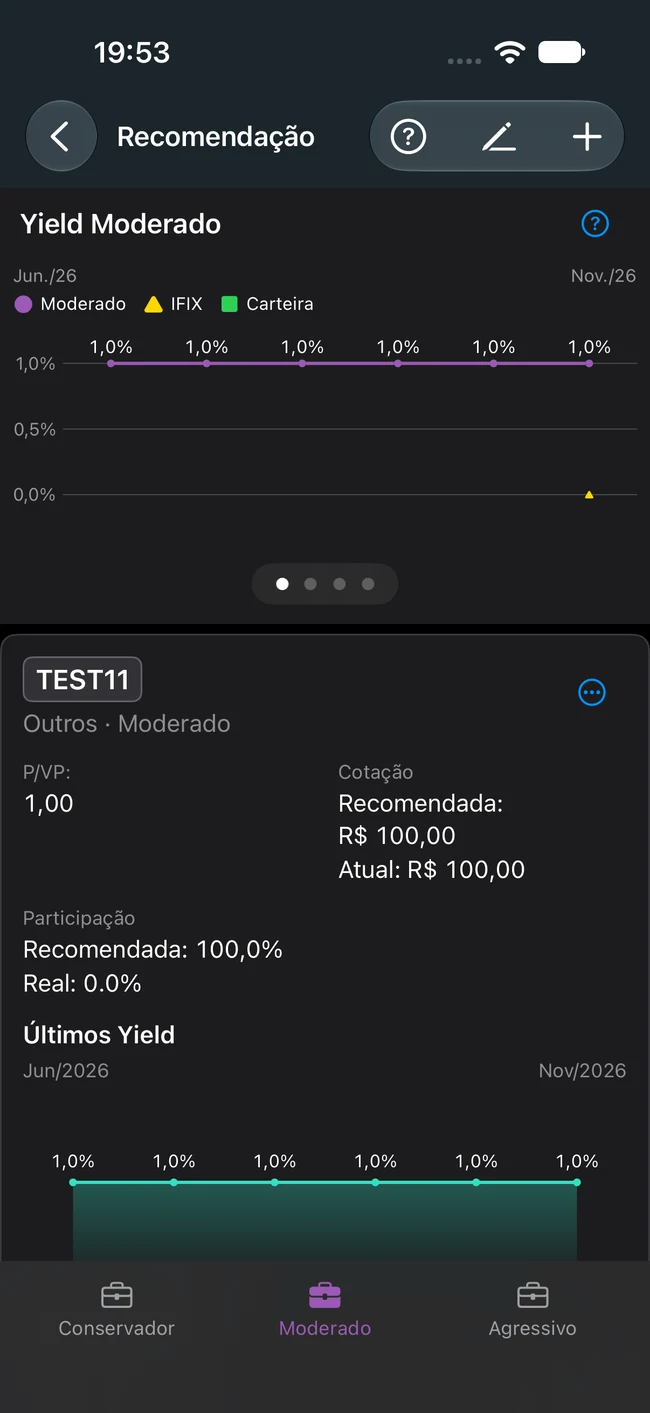 19:53
Recomendação
Yield Moderado
Jun./26
Nov./26
Moderado
IFIX
Carteira
1,0%
1,0%
1,0%
1,0%
1,0%
1,0%
1,0%
0,5%
0,0%
TEST11
Outros · Moderado
P/VP:
1,00
Cotação
Recomendada:
R$ 100,00
Atual: R$ 100,00
Participação
Recomendada: 100,0%
Real: 0.0%
Últimos Yield
Jun/2026
Nov/2026
1,0%
1,0%
1,0%
1,0%
1,0%
1,0%
Conservador
Moderado
Agressivo